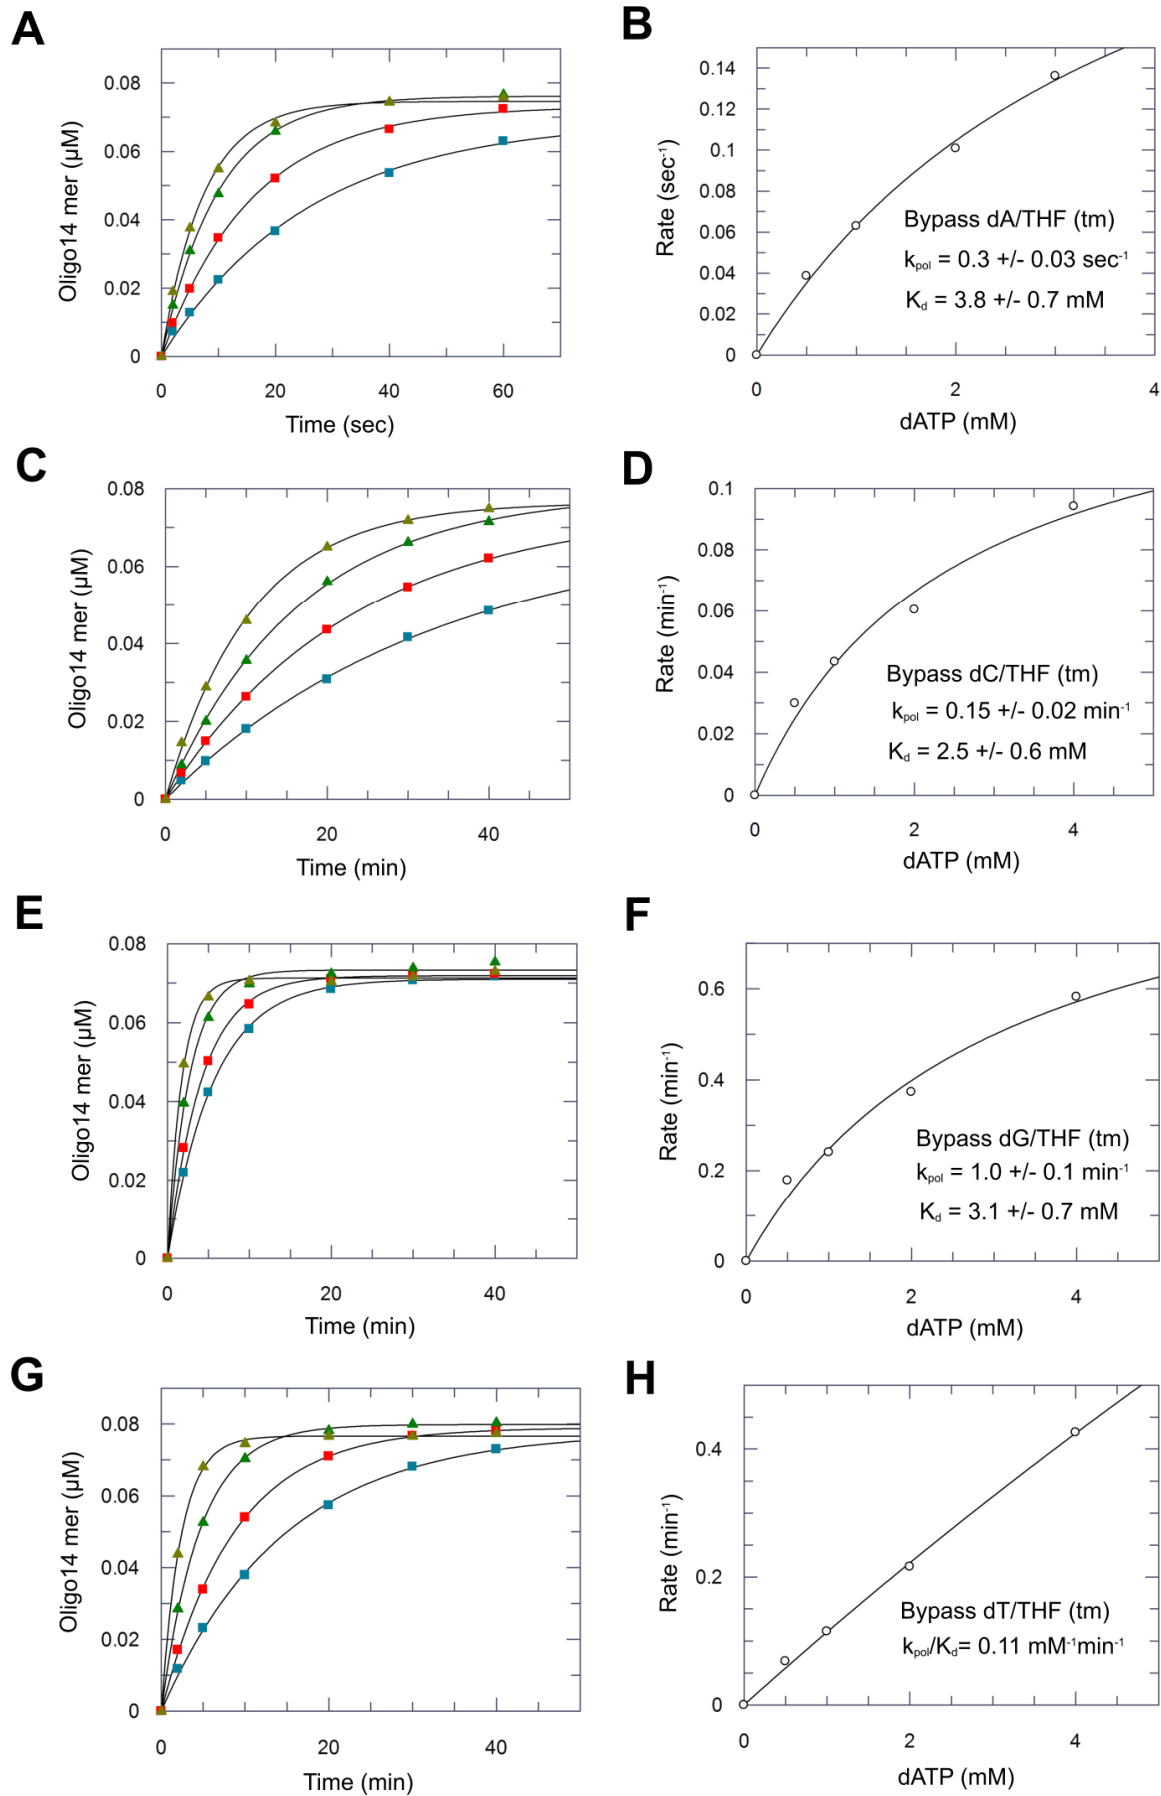 A
0.08
0.06
0.04
0.02
0
Oligo14 mer (µM)
0 20 40 60
Time (sec)
B
0.14
0.12
0.1
0.08
0.06
0.04
0.02
0
Rate (sec⁻¹)
Bypass dA/THF (tm)
kpol = 0.3 +/- 0.03 sec⁻¹
Kd = 3.8 +/- 0.7 mM
0 2 4
dATP (mM)
C
0.08
0.06
0.04
0.02
0
Oligo14 mer (µM)
0 20 40
Time (min)
D
0.1
0.08
0.06
0.04
0.02
0
Rate (min⁻¹)
Bypass dC/THF (tm)
kpol = 0.15 +/- 0.02 min⁻¹
Kd = 2.5 +/- 0.6 mM
0 2 4
dATP (mM)
E
0.08
0.06
0.04
0.02
0
Oligo14 mer (µM)
0 20 40
Time (min)
F
0.6
0.4
0.2
0
Rate (min⁻¹)
Bypass dG/THF (tm)
kpol = 1.0 +/- 0.1 min⁻¹
Kd = 3.1 +/- 0.7 mM
0 2 4
dATP (mM)
G
0.08
0.06
0.04
0.02
0
Oligo14 mer (µM)
0 20 40
Time (min)
H
0.4
0.2
0
Rate (min⁻¹)
Bypass dT/THF (tm)
kpol/Kd= 0.11 mM⁻¹min⁻¹
0 2 4
dATP (mM)